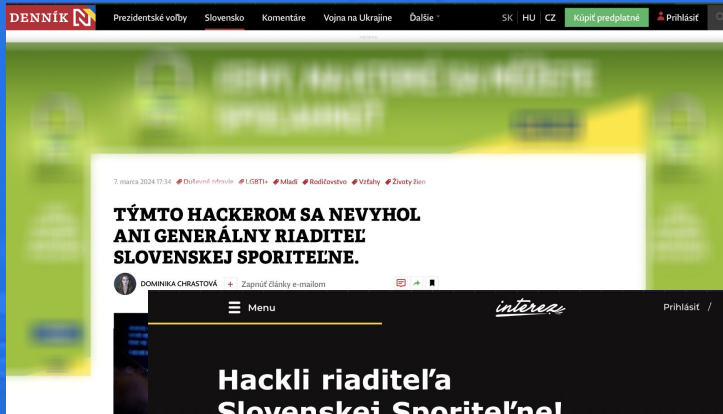 DENNÍK N
Prezidentské voľby Slovensko Komentáre Vojna na Ukrajine Ďalšie SK HU CZ Kúpiť predplatné Prihlásiť
7. marca 2024 17:34 Duševné zdravie LGBTI+ Mladí Rodičovstvo Vzťahy Životy žien
TÝMTO HACKEROM SA NEVYHOL
ANI GENERÁLNY RIADITEĽ
SLOVENSKEJ SPORITEĽNE.
DOMINIKA CHRASTOVÁ + Zapnúť články e-mailom
Menu interez Prihlásiť /
Hackli riaditeľa
Slovenskej Sporiteľne!